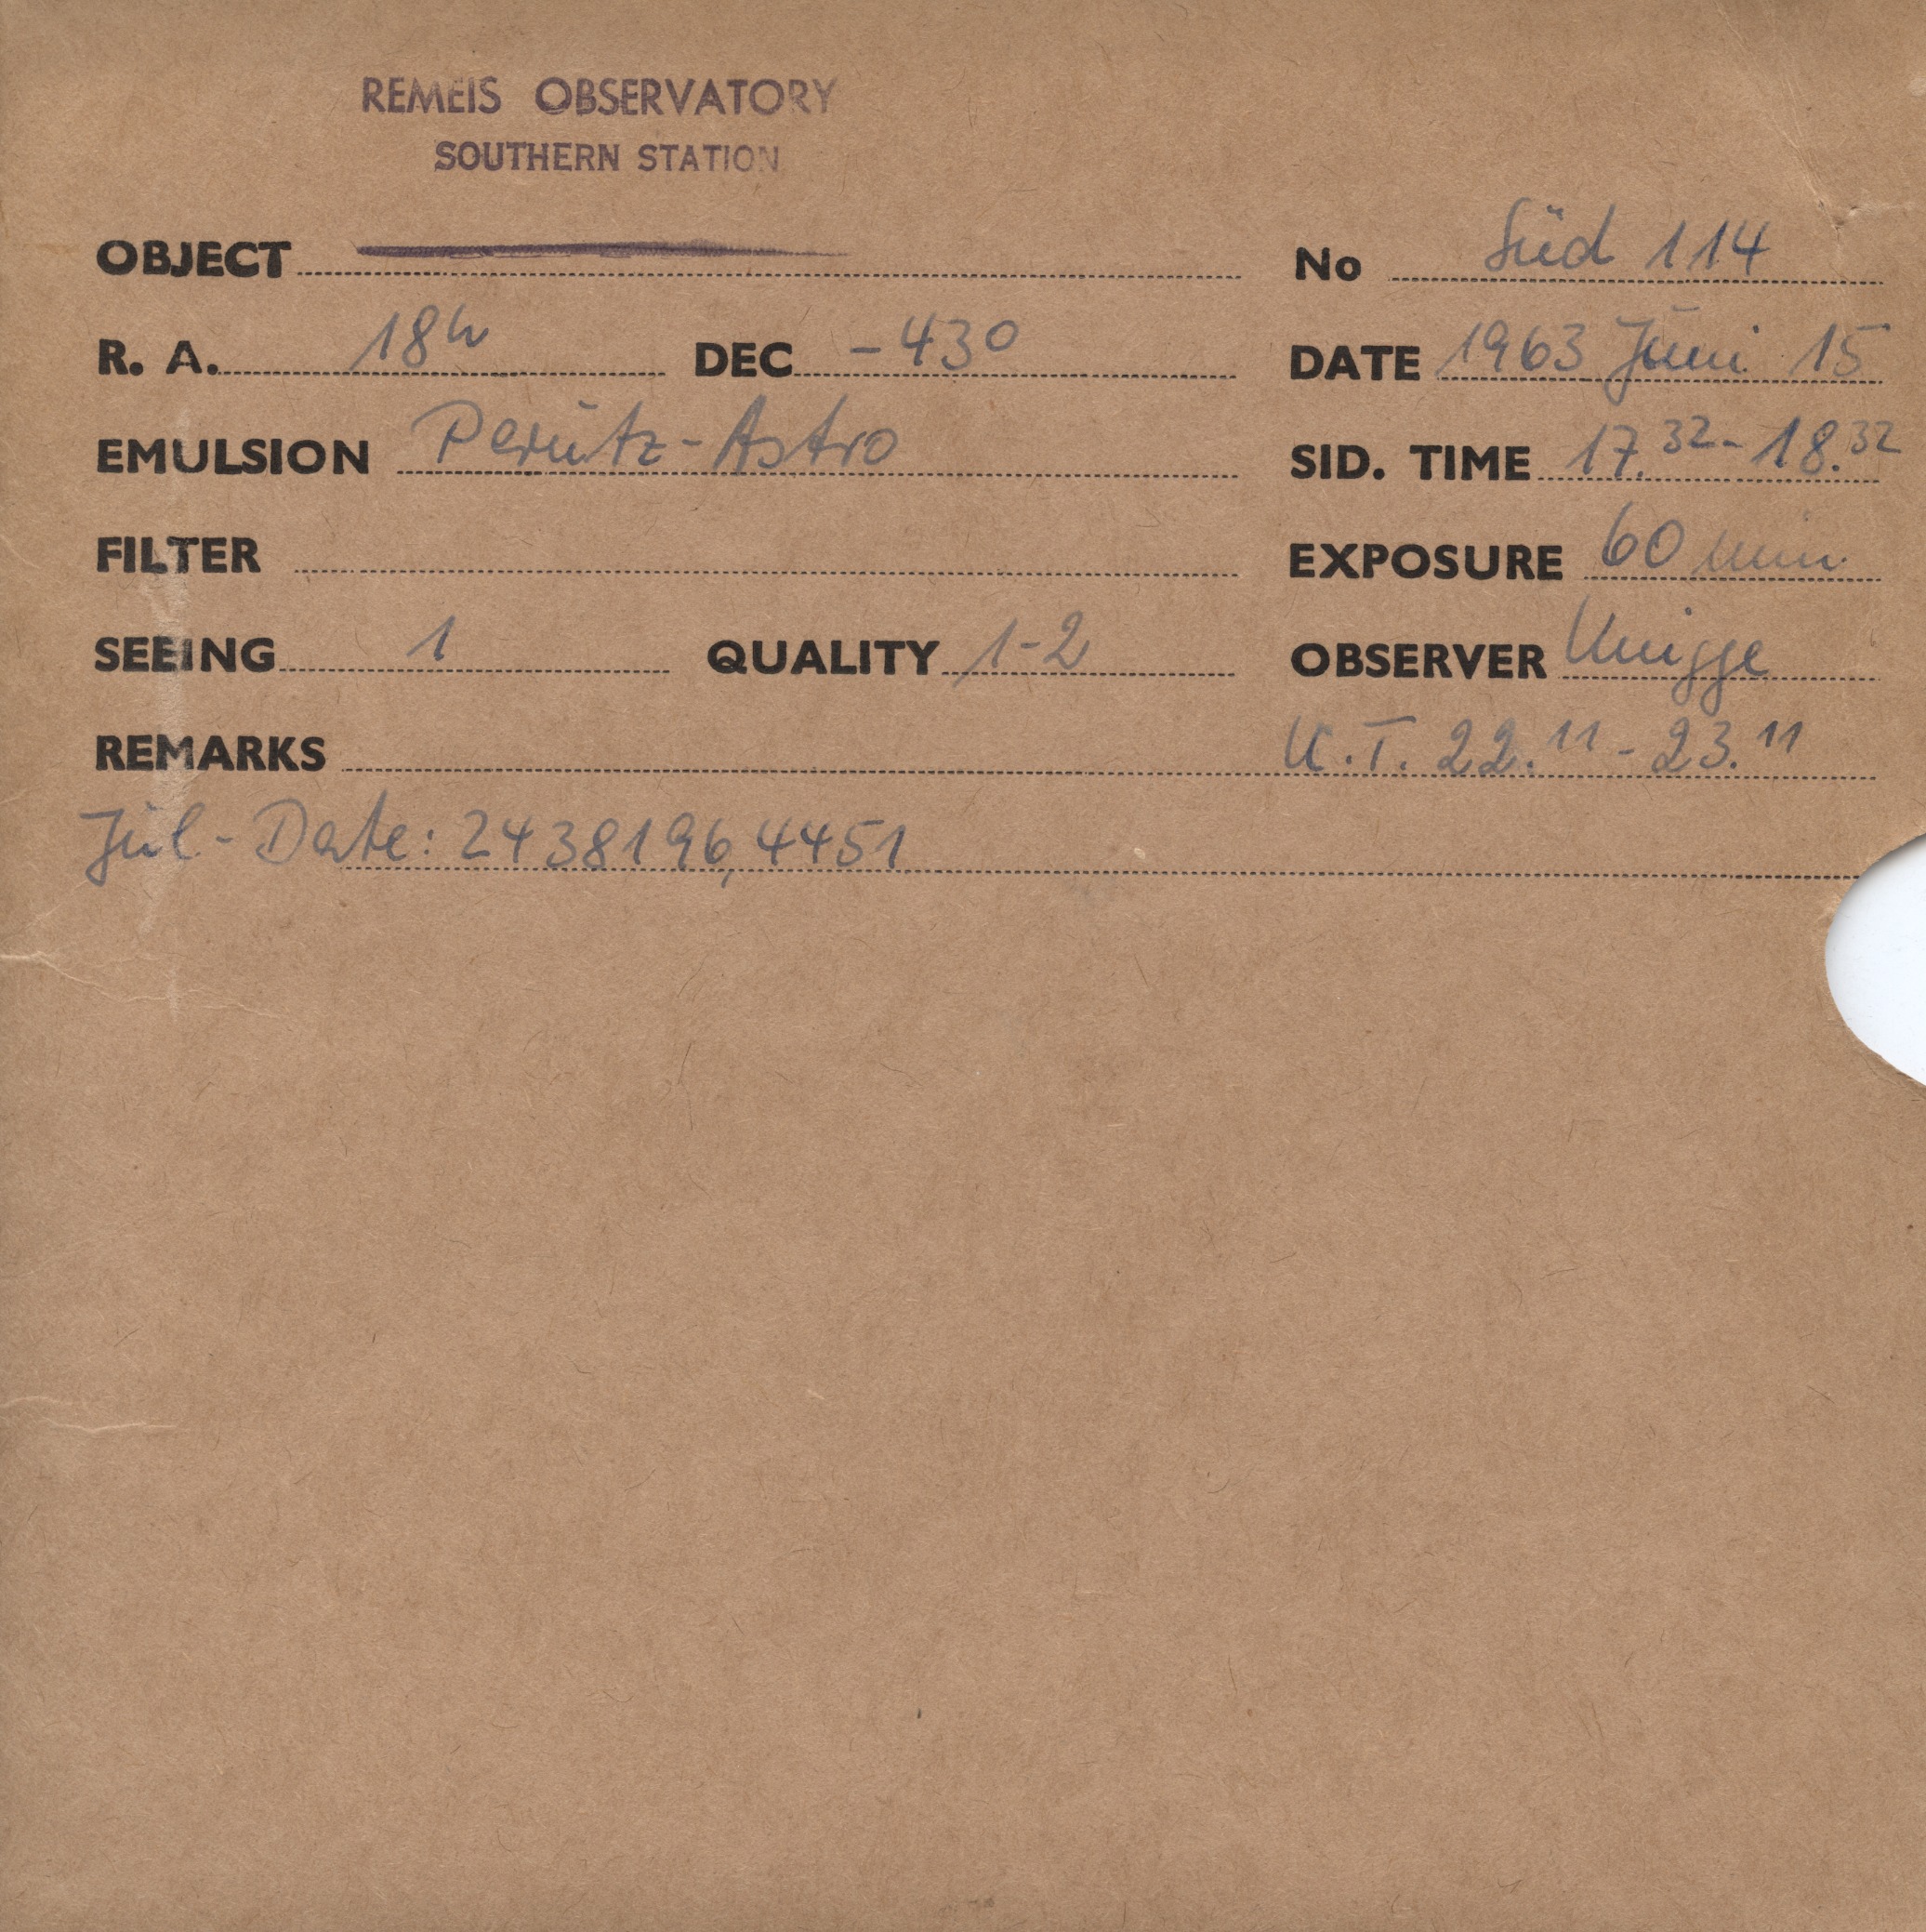 REMEIS OBSERVATORY
SOUTHERN STATION
OBJECT No Süd 114
R. A. 18h DEC -43° DATE 1963 Juni 15
EMULSION Perutz-Astro SID. TIME 17.32-18.32
FILTER EXPOSURE 60 min
SEEING 1 QUALITY 1-2 OBSERVER Knigge
REMARKS U.T. 22.11-23.11
Jul-Date: 2438196,4451